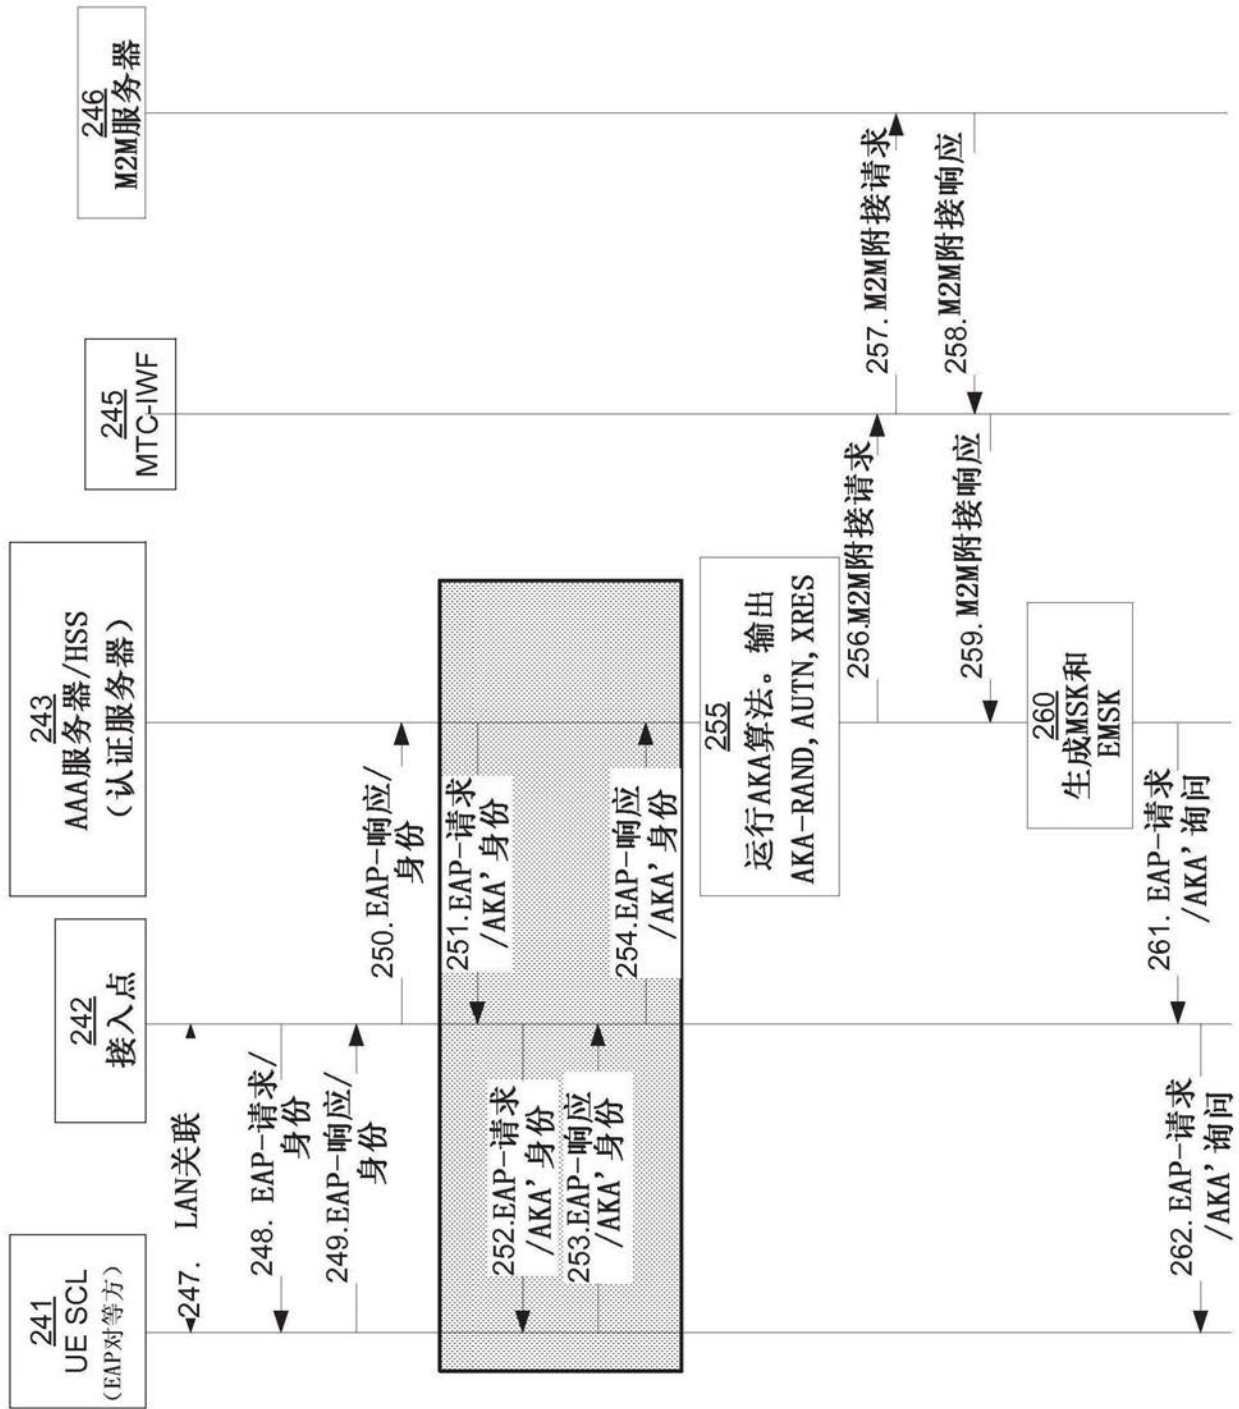 241
UE SCL
(EAP对等方)
242
接入点
243
AAA服务器/HSS
(认证服务器)
245
MTC-IWF
246
M2M服务器
247. LAN关联
248. EAP-请求/
身份
249.EAP-响应/
身份
250.EAP-响应/
身份
251.EAP-请求
/AKA’身份
252.EAP-请求
/AKA’身份
253.EAP-响应
/AKA’身份
254.EAP-响应
/AKA’身份
255
运行AKA算法。输出
AKA-RAND,AUTN,XRES
256.M2M附接请求
257. M2M附接请求
258.M2M附接响应
259. M2M附接响应
260
生成MSK和
EMSK
261. EAP-请求
/AKA’询问
262. EAP-请求
/AKA’询问